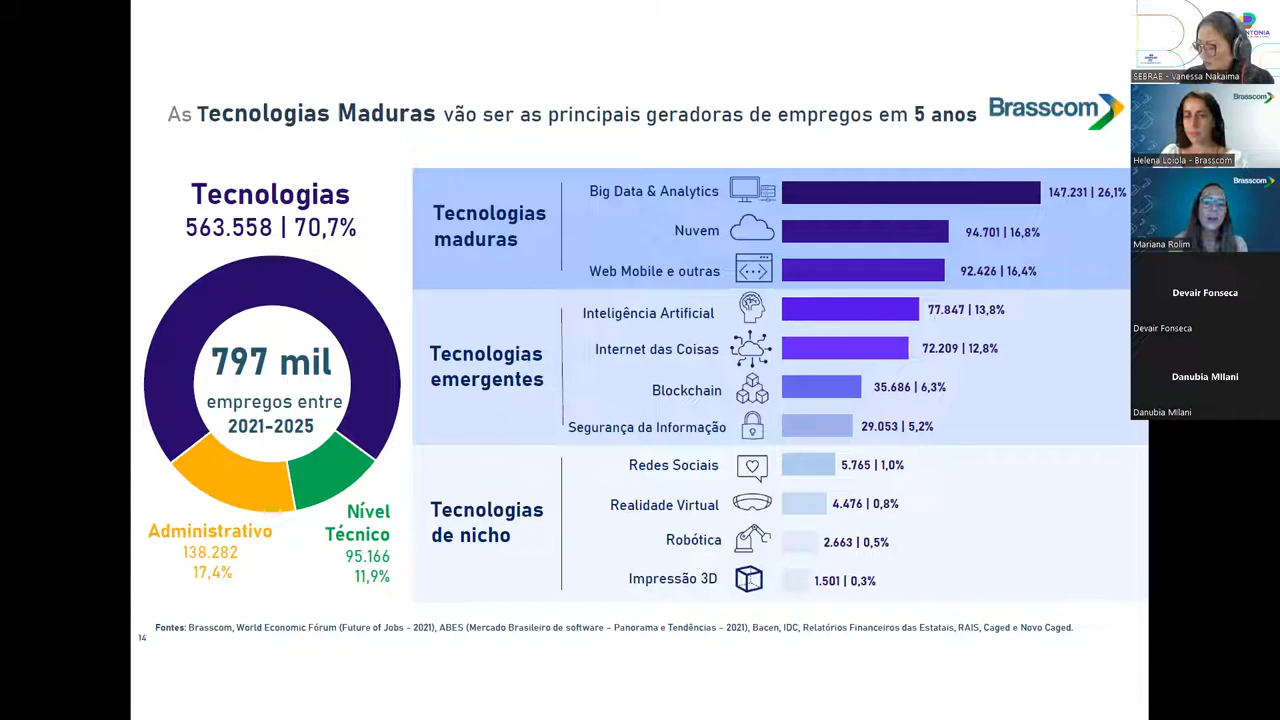 As Tecnologias Maduras vão ser as principais geradoras de empregos em 5 anos
Brasscom
Tecnologias
563.558 | 70,7%
797 mil
empregos entre
2021-2025
Administrativo
138.282
17,4%
Nível
Técnico
95.166
11,9%
Tecnologias
maduras
Big Data & Analytics
147.231 | 26,1%
Nuvem
94.701 | 16,8%
Web Mobile e outras
92.426 | 16,4%
Tecnologias
emergentes
Inteligência Artificial
77.847 | 13,8%
Internet das Coisas
72.209 | 12,8%
Blockchain
35.686 | 6,3%
Segurança da Informação
29.053 | 5,2%
Tecnologias
de nicho
Redes Sociais
5.765 | 1,0%
Realidade Virtual
4.476 | 0,8%
Robótica
2.663 | 0,5%
Impressão 3D
1.501 | 0,3%
Fontes: Brasscom, World Economic Fórum (Future of Jobs – 2021), ABES (Mercado Brasileiro de software – Panorama e Tendências – 2021), Bacen, IDC, Relatórios Financeiros das Estatais, RAIS, Caged e Novo Caged.
14
SEBRAE - Vanessa Nakaima
Brasscom
Helena Loiola - Brasscom
Brasscom
Mariana Rolim
Devair Fonseca
Devair Fonseca
Danubia MIlani
Danubia MIlani